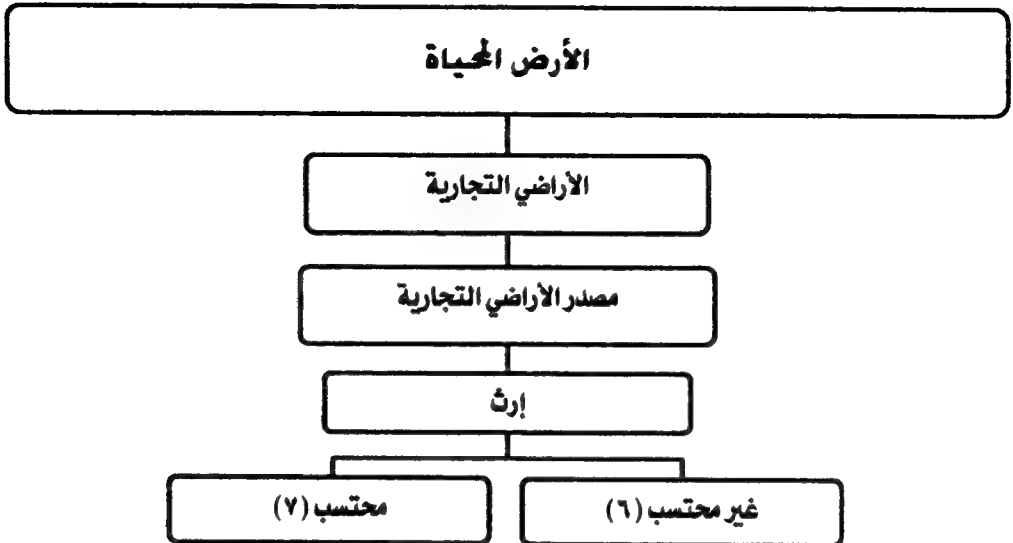 الأرض المحياة
الأراضي التجارية
مصدر الأراضي التجارية
إرث
غير محتسب (٦)
محتسب (٧)